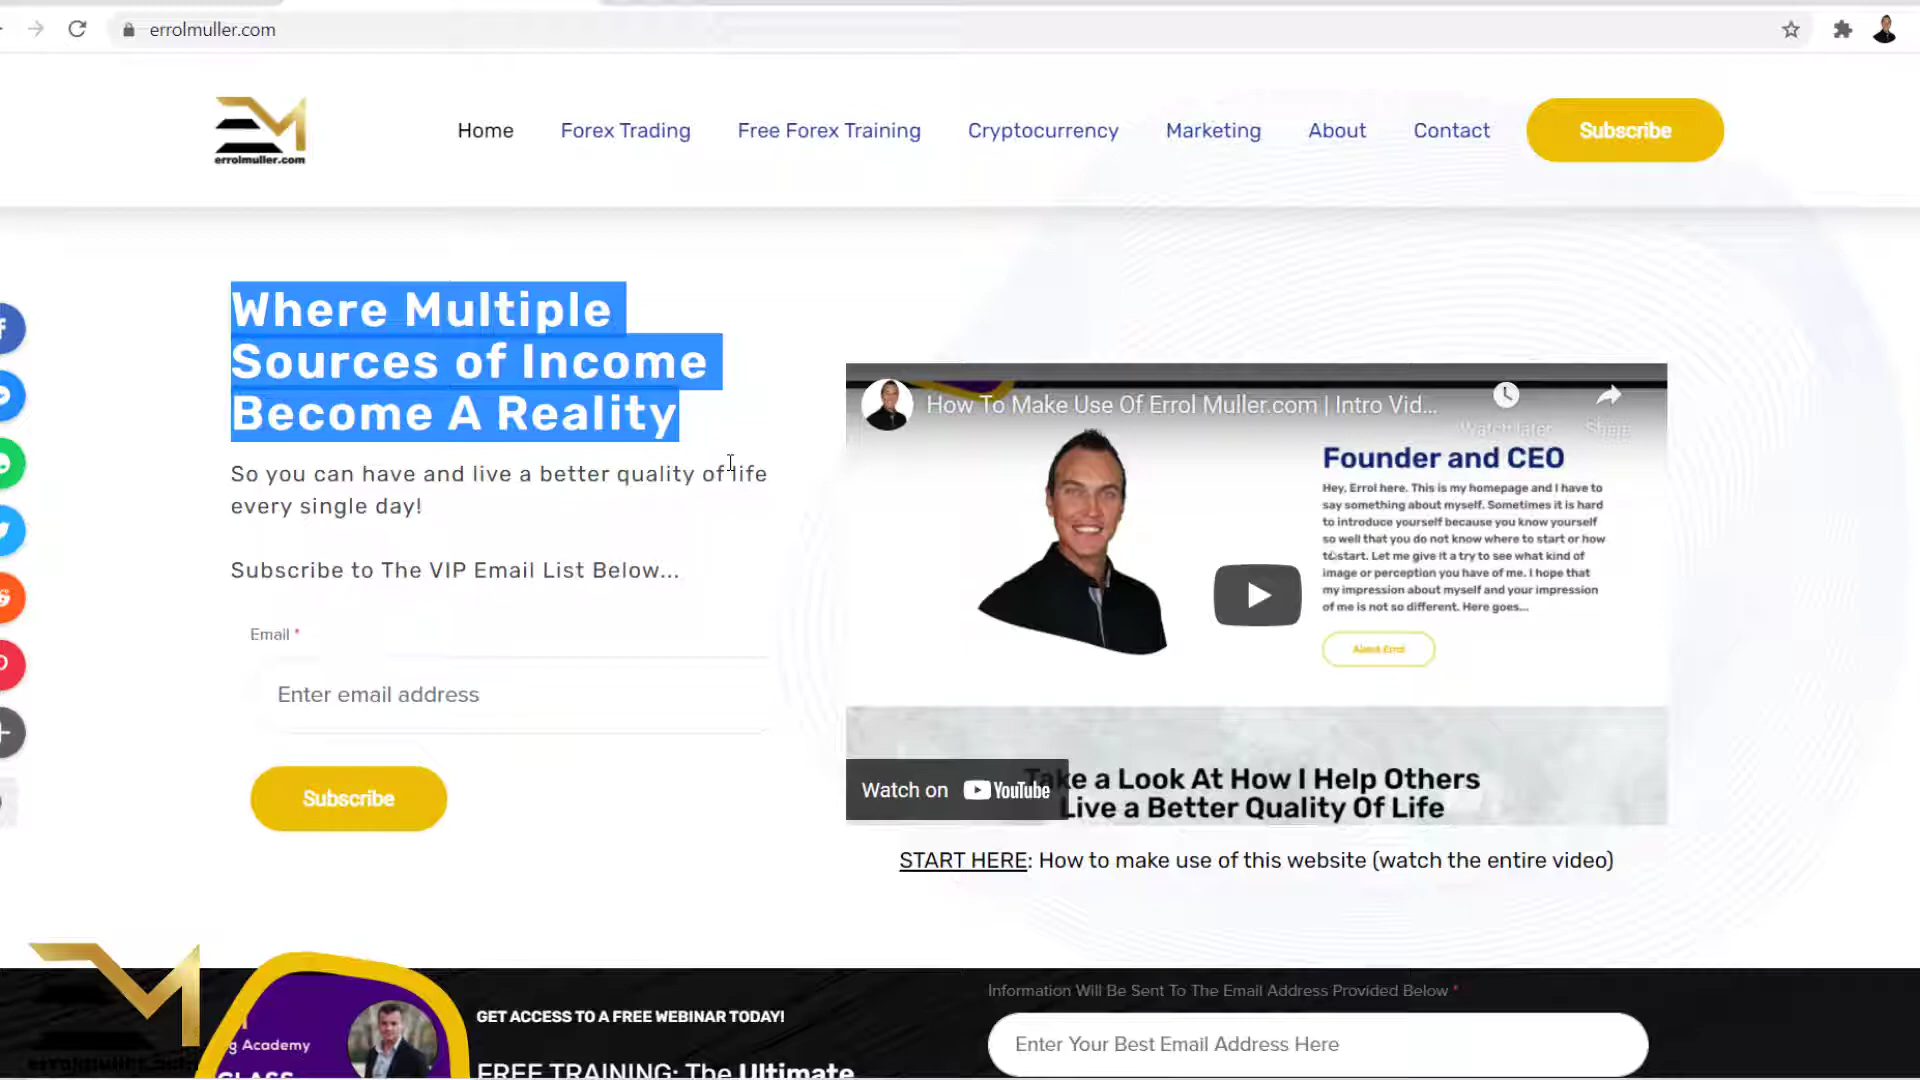 errolmuller.com
errolmuller.com
Home
Forex Trading
Free Forex Training
Cryptocurrency
Marketing
About
Contact
Subscribe
Where Multiple
Sources of Income
Become A Reality
So you can have and live a better quality of life
every single day!
Subscribe to The VIP Email List Below...
Email *
Enter email address
Subscribe
How To Make Use Of Errol Muller.com | Intro Vid...
Watch later
Share
Founder and CEO
Hey, Errol here. This is my homepage and I have to
say something about myself. Sometimes it is hard
to introduce yourself because you know yourself
so well that you do not know where to start or how
to start. Let me give it a try to see what kind of
image or perception you have of me. I hope that
my impression about myself and your impression
of me is not so different. Here goes...
About Errol
Take a Look At How I Help Others
Live a Better Quality Of Life
Watch on YouTube
START HERE: How to make use of this website (watch the entire video)
Information Will Be Sent To The Email Address Provided Below *
Enter Your Best Email Address Here
GET ACCESS TO A FREE WEBINAR TODAY!
FREE TRAINING: The Ultimate
g Academy
CLASS
errolmuller.com